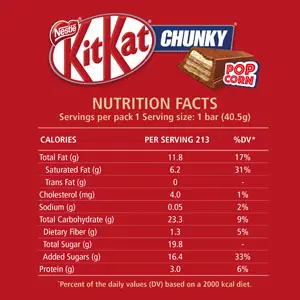 Nestlé
KitKat CHUNKY
POP
CORN
NUTRITION FACTS
Servings per pack 1 Serving size: 1 bar (40.5g)
CALORIES PER SERVING 213 %DV*
Total Fat (g) 11.8 17%
Saturated Fat (g) 6.2 31%
Trans Fat (g) 0 -
Cholesterol (mg) 4.0 1%
Sodium (g) 0.05 2%
Total Carbohydrate (g) 23.3 9%
Dietary Fiber (g) 1.3 5%
Total Sugar (g) 19.8 -
Added Sugars (g) 16.4 33%
Protein (g) 3.0 6%
*Percent of the daily values (DV) based on a 2000 kcal diet.